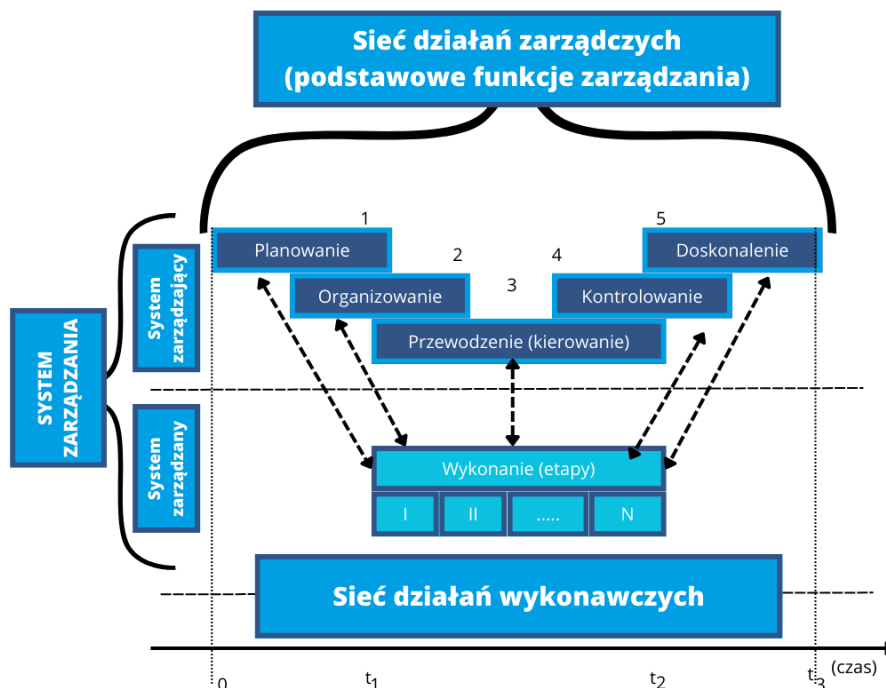 Sieć działań zarządczych
(podstawowe funkcje zarządzania)
1
5
Planowanie
Doskonalenie
2
4
3
Organizowanie
Kontrolowanie
Przewodzenie (kierowanie)
System
zarządzający
SYSTEM
ZARZĄDZANIA
System
zarządzany
Wykonanie (etapy)
I
II
.....
N
Sieć działań wykonawczych
0
t1
t2
t3
(czas)